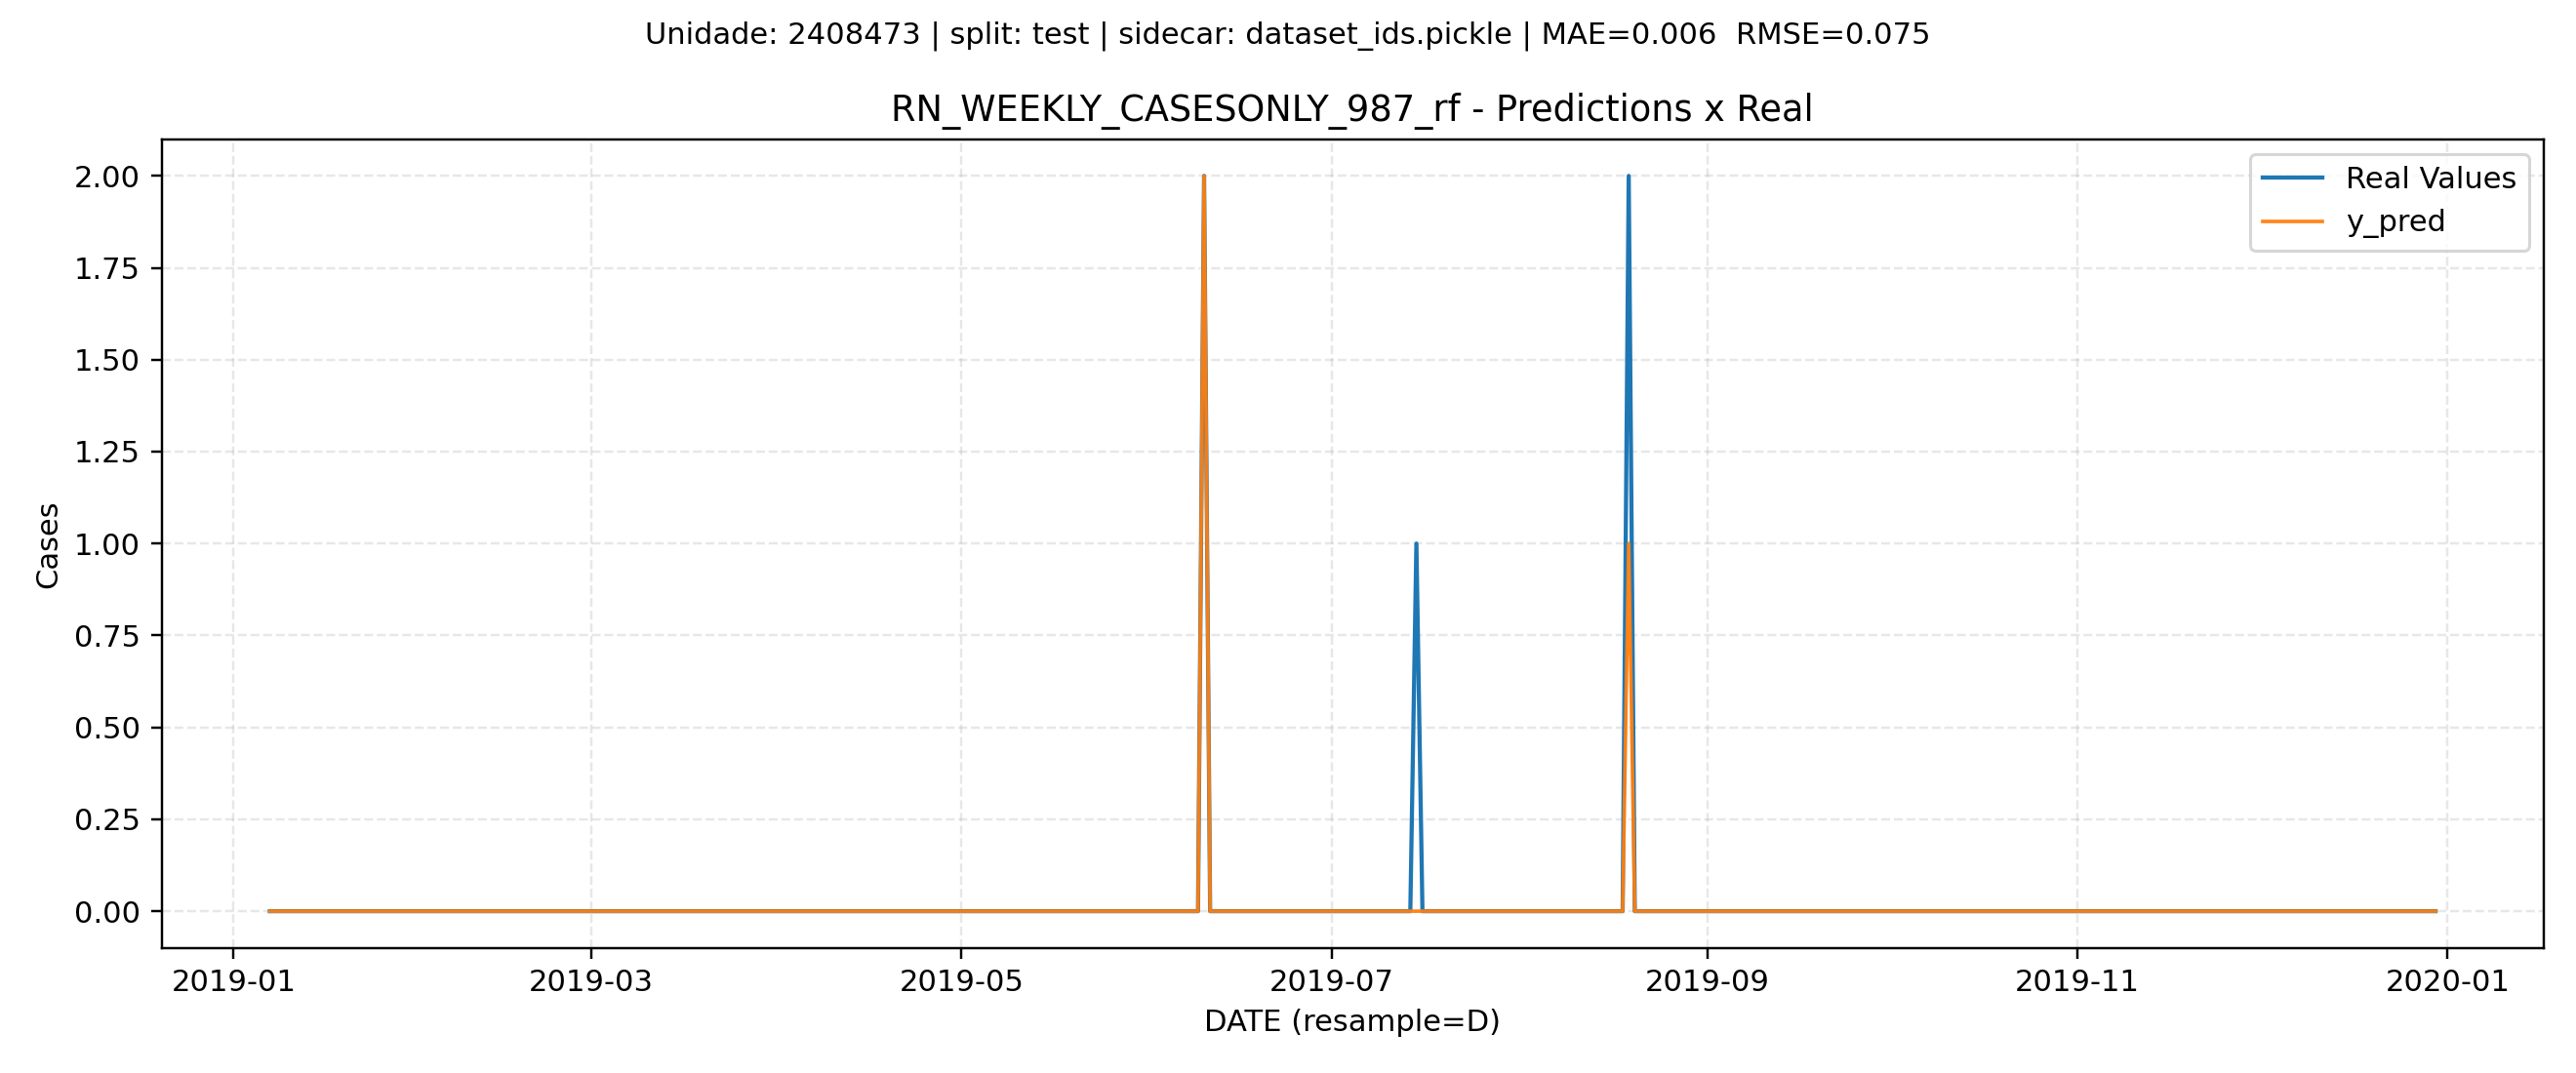 Unidade: 2408473 | split: test | sidecar: dataset_ids.pickle | MAE=0.006  RMSE=0.075
RN_WEEKLY_CASESONLY_987_rf - Predictions x Real
Real Values
y_pred
2.00
1.75
1.50
1.25
1.00
0.75
0.50
0.25
0.00
Cases
2019-01
2019-03
2019-05
2019-07
2019-09
2019-11
2020-01
DATE (resample=D)